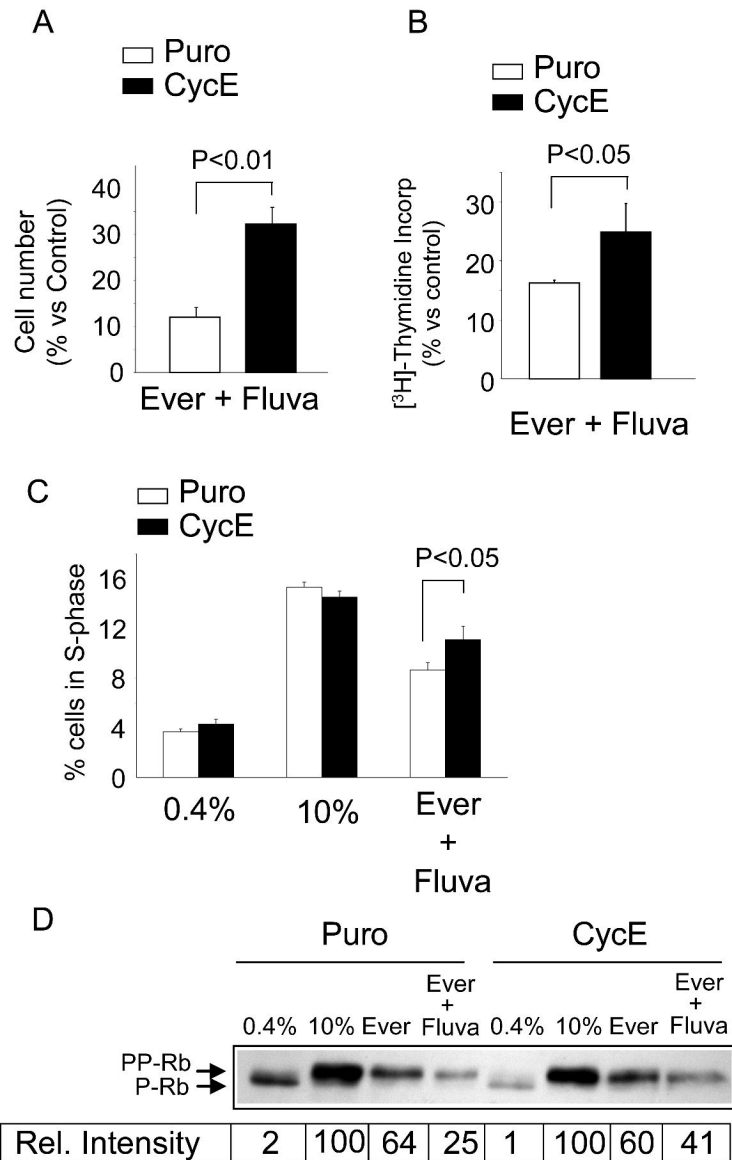 A
Puro
CycE
P<0.01
Cell number
(% vs Control)
40
30
20
10
0
Ever + Fluva
B
Puro
CycE
P<0.05
[³H]-Thymidine Incorp
(% vs control)
30
20
10
0
Ever + Fluva
C
Puro
CycE
P<0.05
% cells in S-phase
16
12
8
4
0
0.4%
10%
Ever
+
Fluva
D
Puro CycE
0.4% 10% Ever Ever + Fluva 0.4% 10% Ever Ever + Fluva
PP-Rb
P-Rb
Rel. Intensity 2 100 64 25 1 100 60 41